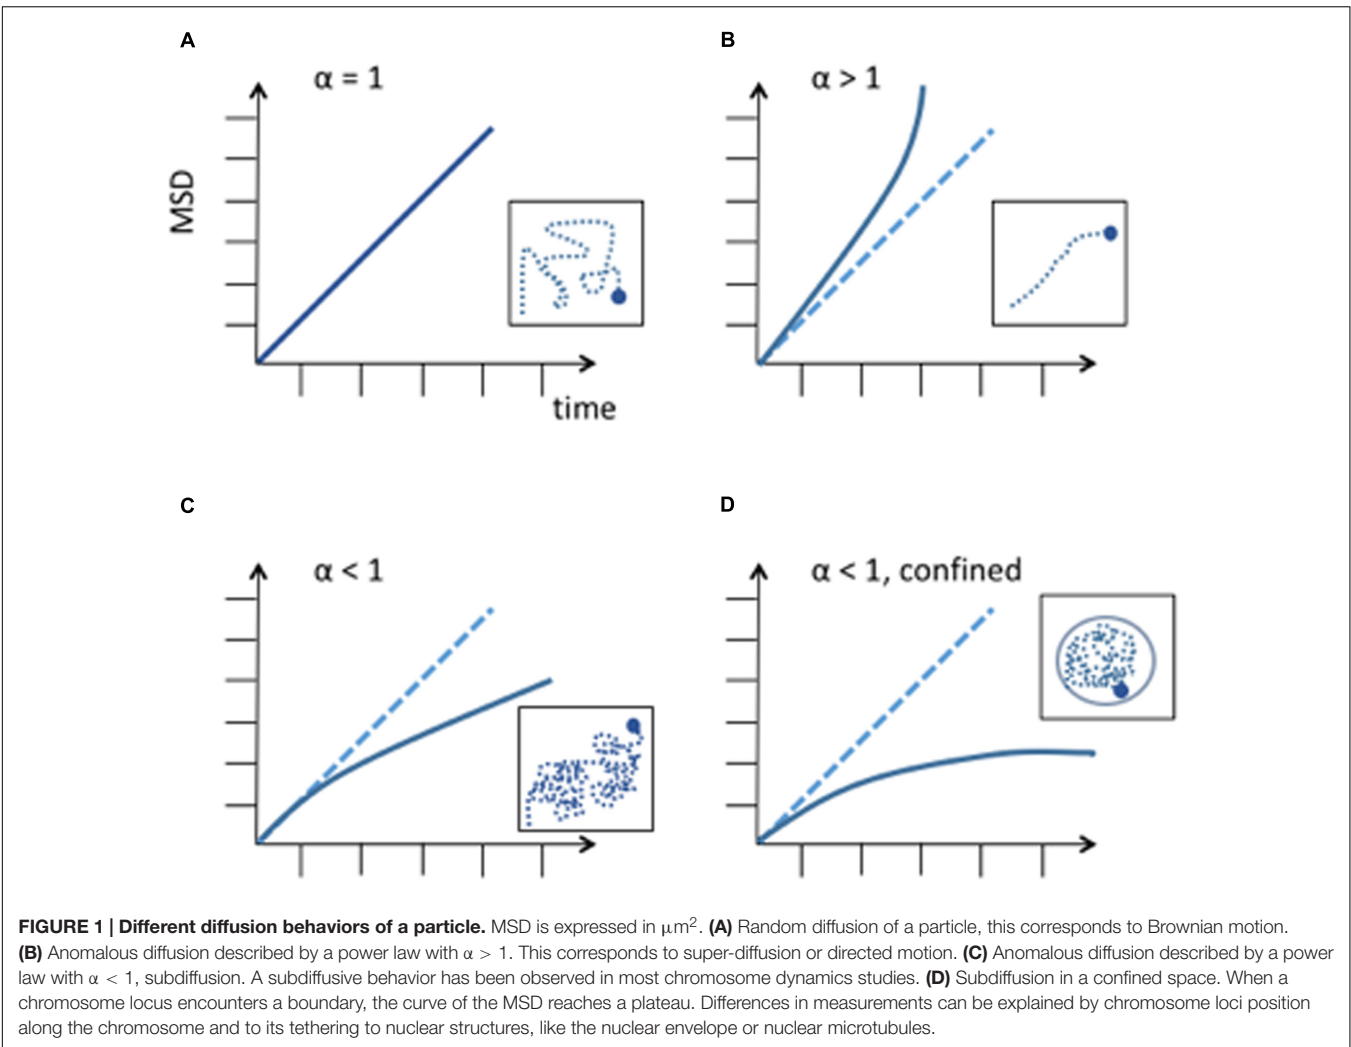 A
α = 1
MSD
time
B
α > 1
C
α < 1
D
α < 1, confined
FIGURE 1 | Different diffusion behaviors of a particle. MSD is expressed in μm². (A) Random diffusion of a particle, this corresponds to Brownian motion.
(B) Anomalous diffusion described by a power law with α > 1. This corresponds to super-diffusion or directed motion. (C) Anomalous diffusion described by a power
law with α < 1, subdiffusion. A subdiffusive behavior has been observed in most chromosome dynamics studies. (D) Subdiffusion in a confined space. When a
chromosome locus encounters a boundary, the curve of the MSD reaches a plateau. Differences in measurements can be explained by chromosome loci position
along the chromosome and to its tethering to nuclear structures, like the nuclear envelope or nuclear microtubules.